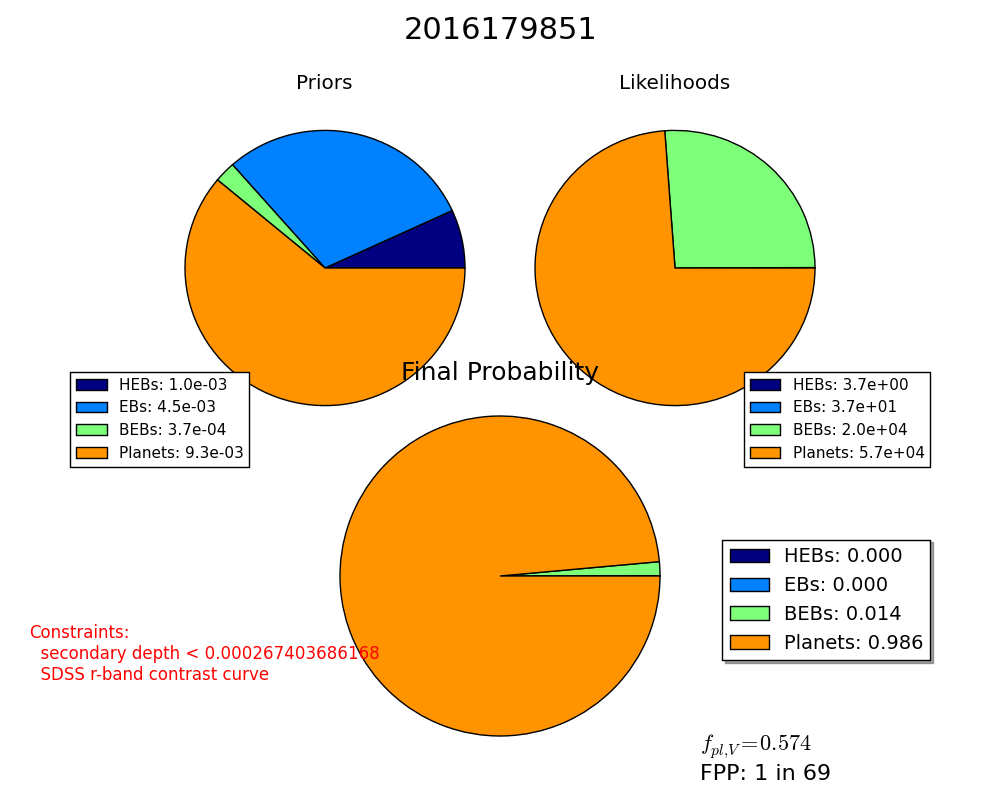 2016179851
Priors
Likelihoods
HEBs: 1.0e-03
EBs: 4.5e-03
BEBs: 3.7e-04
Planets: 9.3e-03
HEBs: 3.7e+00
EBs: 3.7e+01
BEBs: 2.0e+04
Planets: 5.7e+04
Final Probability
HEBs: 0.000
EBs: 0.000
BEBs: 0.014
Planets: 0.986
Constraints:
secondary depth < 0.000267403686168
SDSS r-band contrast curve
f_{pl,V} = 0.574
FPP: 1 in 69